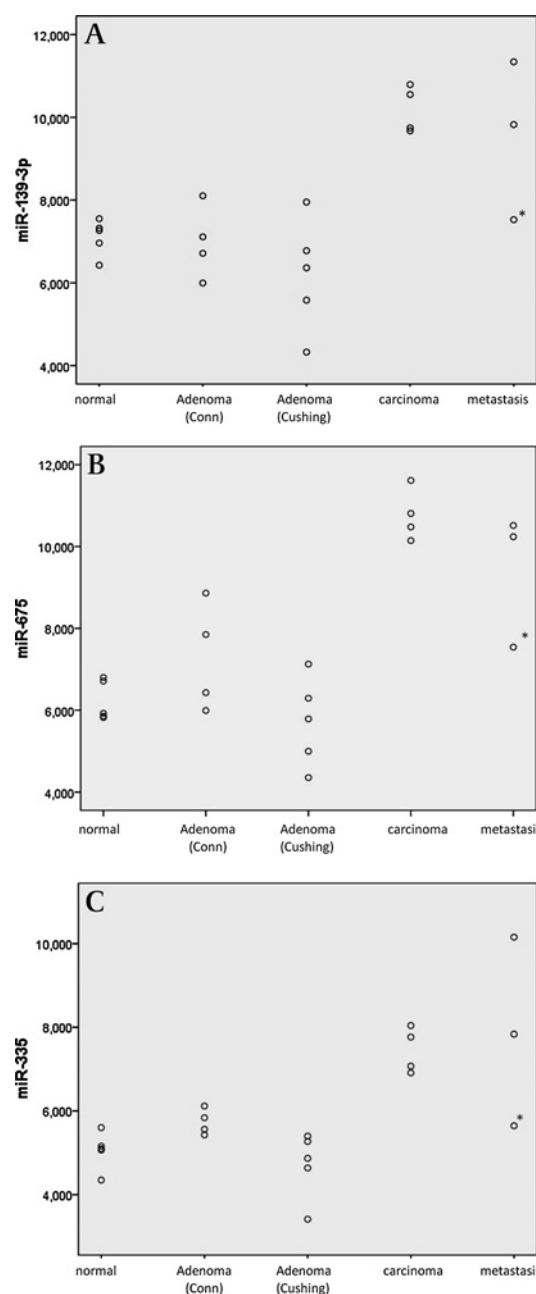 A
12,000
10,000
8,000
6,000
4,000
miR-139-3p
*
normal Adenoma (Conn) Adenoma (Cushing) carcinoma metastasis
B
12,000
10,000
8,000
6,000
4,000
miR-675
*
normal Adenoma (Conn) Adenoma (Cushing) carcinoma metastasi
C
10,000
8,000
6,000
4,000
miR-335
*
normal Adenoma (Conn) Adenoma (Cushing) carcinoma metastasi